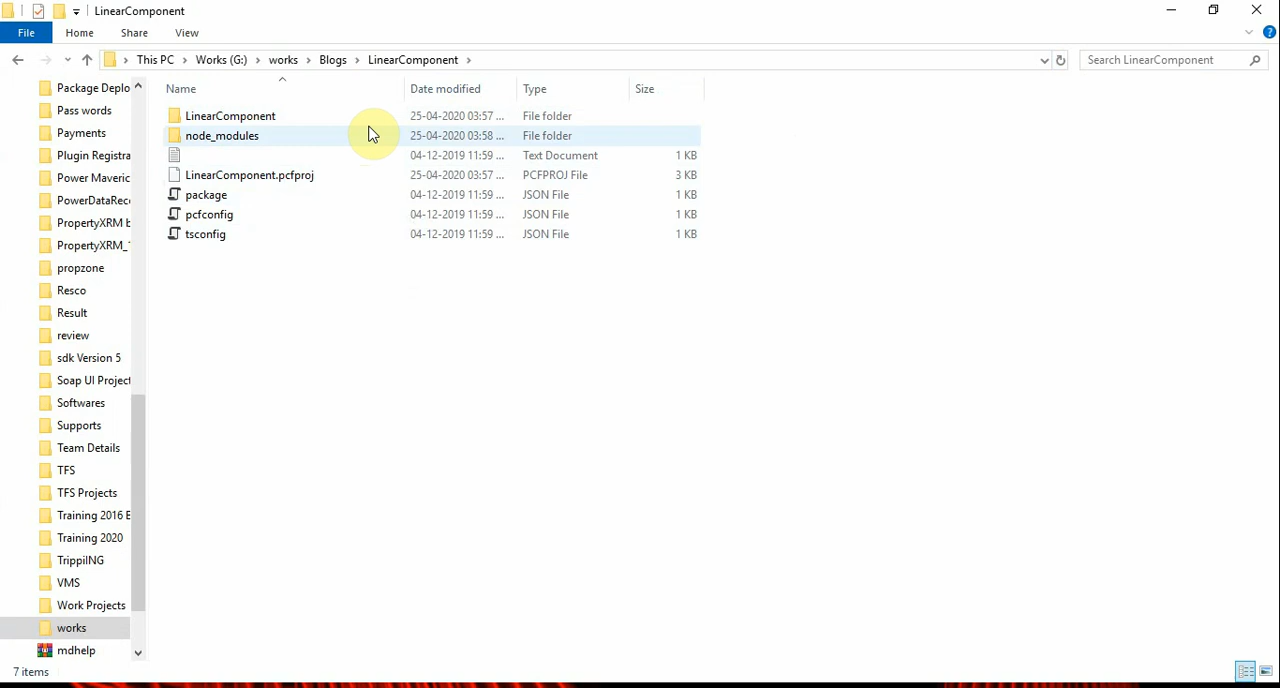 LinearComponent
File Home Share View
This PC Works (G:) works Blogs LinearComponent
Search LinearComponent
Name Date modified Type Size
LinearComponent 25-04-2020 03:57 ... File folder
node_modules 25-04-2020 03:58 ... File folder
04-12-2019 11:59 ... Text Document 1 KB
LinearComponent.pcfproj 25-04-2020 03:57 ... PCFPROJ File 3 KB
package 04-12-2019 11:59 ... JSON File 1 KB
pcfconfig 04-12-2019 11:59 ... JSON File 1 KB
tsconfig 04-12-2019 11:59 ... JSON File 1 KB
Package Deplo
Pass words
Payments
Plugin Registra
Power Maveric
PowerDataRec
PropertyXRM b
PropertyXRM_1
propzone
Resco
Result
review
sdk Version 5
Soap UI Project
Softwares
Supports
Team Details
TFS
TFS Projects
Training 2016 E
Training 2020
TrippiING
VMS
Work Projects
works
mdhelp
7 items